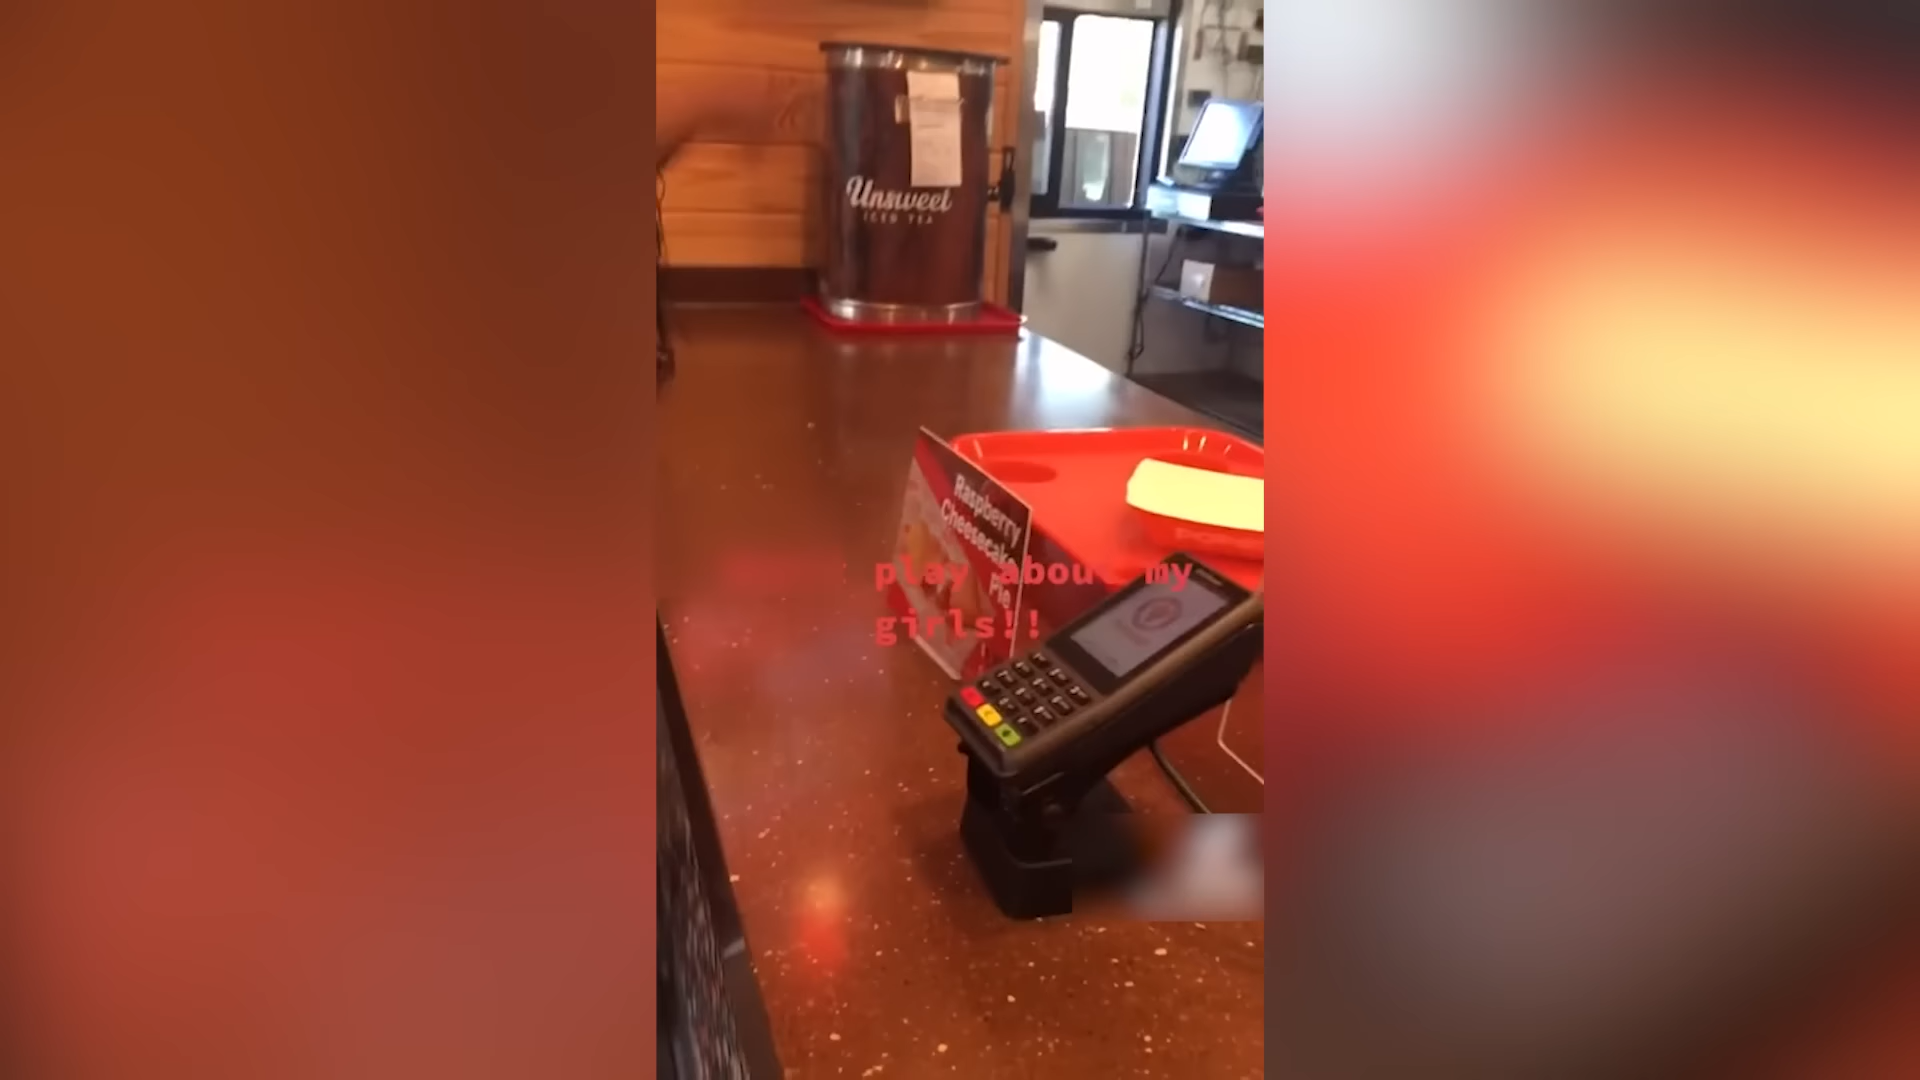 Unsweet
ICED TEA
Raspberry
Cheesecake
Pie
play about my
girls!!